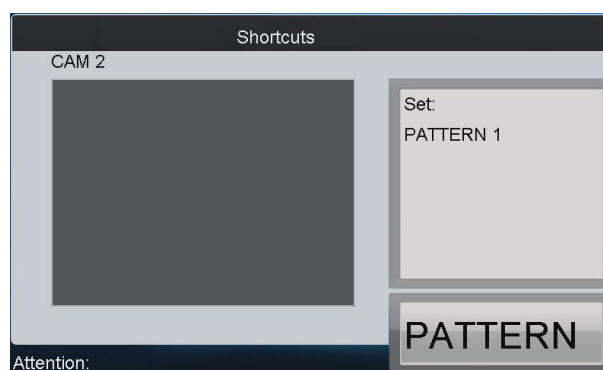 Shortcuts
CAM 2
Set:
PATTERN 1
PATTERN
Attention: